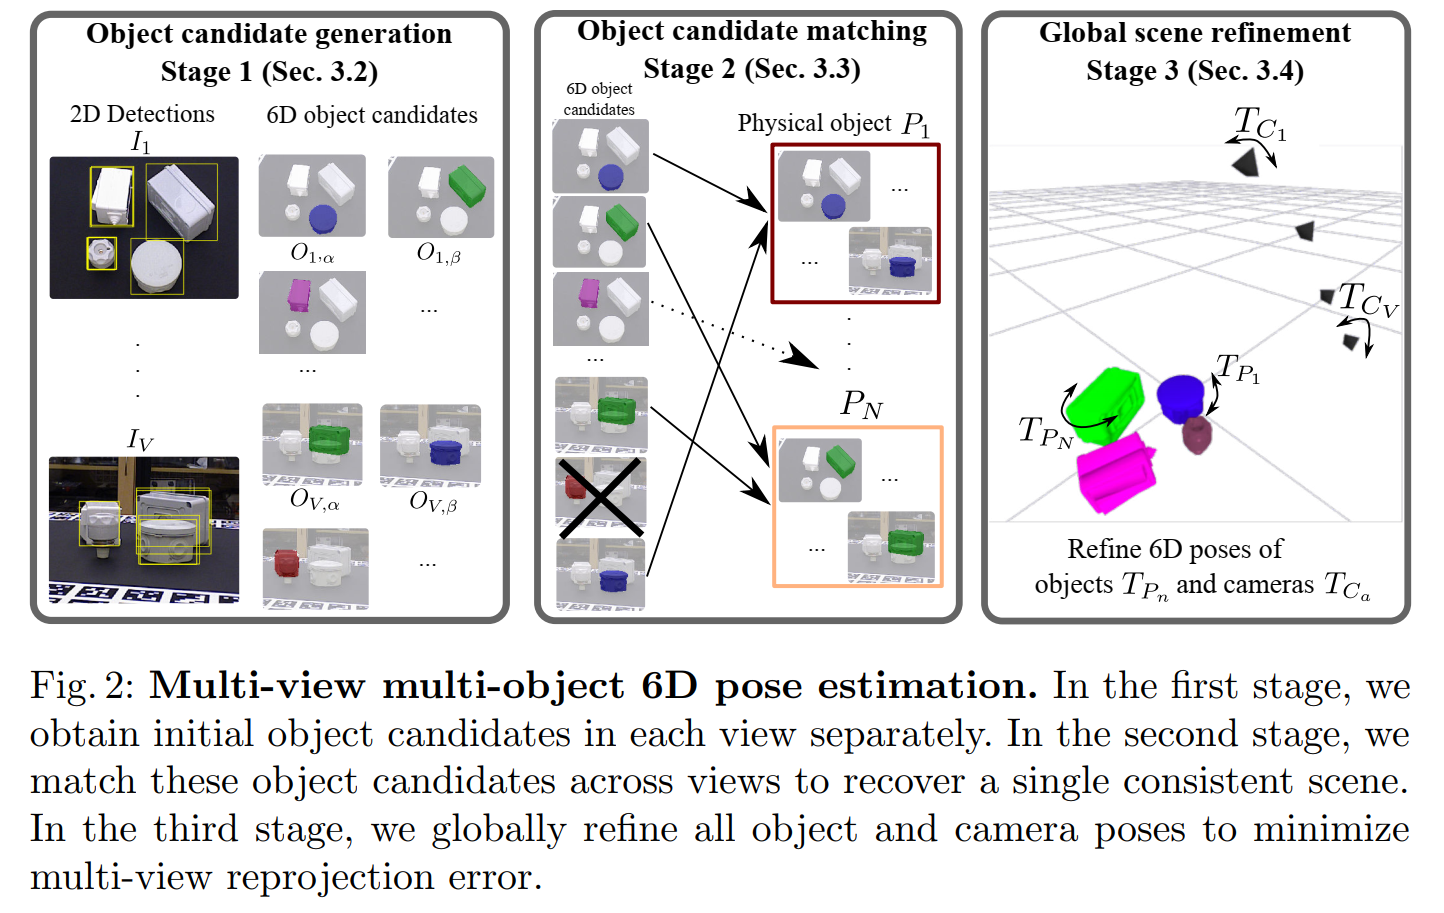 Object candidate generation
Stage 1 (Sec. 3.2)
2D Detections
6D object candidates
I_1
O_{1,α}
O_{1,β}
...
...
.
.
.
I_V
O_{V,α}
O_{V,β}
...
Object candidate matching
Stage 2 (Sec. 3.3)
6D object
candidates
...
Physical object P_1
...
...
.
.
.
P_N
...
...
Global scene refinement
Stage 3 (Sec. 3.4)
T_{C_1}
T_{C_V}
T_{P_1}
T_{P_N}
Refine 6D poses of
objects T_{P_n} and cameras T_{C_a}
Fig. 2: Multi-view multi-object 6D pose estimation. In the first stage, we
obtain initial object candidates in each view separately. In the second stage, we
match these object candidates across views to recover a single consistent scene.
In the third stage, we globally refine all object and camera poses to minimize
multi-view reprojection error.